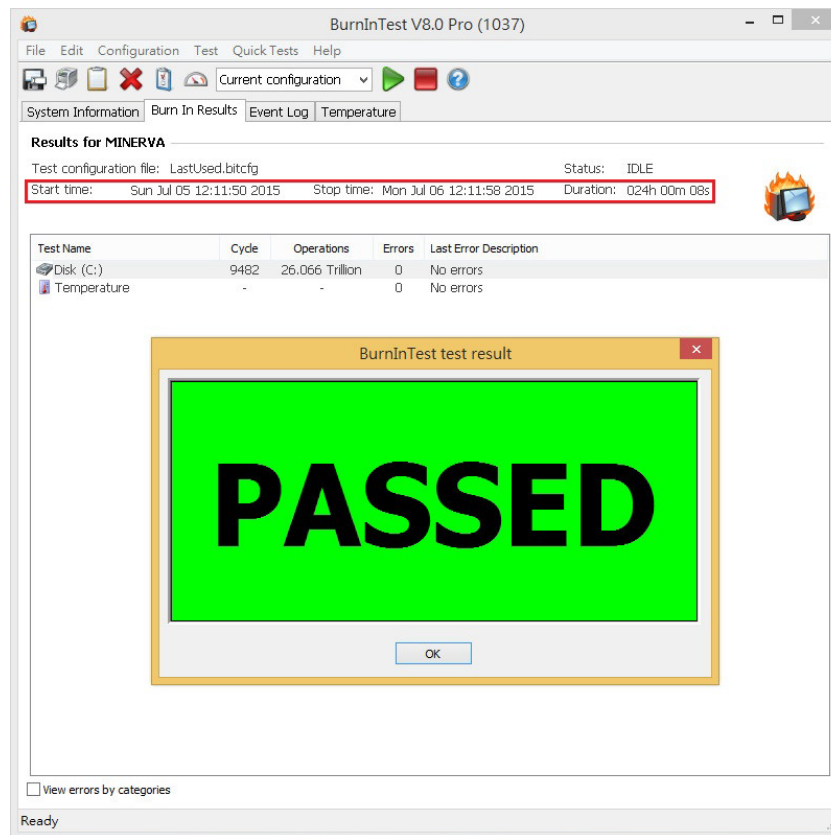 BurnInTest V8.0 Pro (1037)
File Edit Configuration Test Quick Tests Help
Current configuration
System Information Burn In Results Event Log Temperature
Results for MINERVA
Test configuration file: LastUsed.bitcfg Status: IDLE
Start time: Sun Jul 05 12:11:50 2015 Stop time: Mon Jul 06 12:11:58 2015 Duration: 024h 00m 08s
Test Name Cycle Operations Errors Last Error Description
Disk (C:) 9482 26.066 Trillion 0 No errors
Temperature - - 0 No errors
BurnInTest test result
PASSED
OK
View errors by categories
Ready